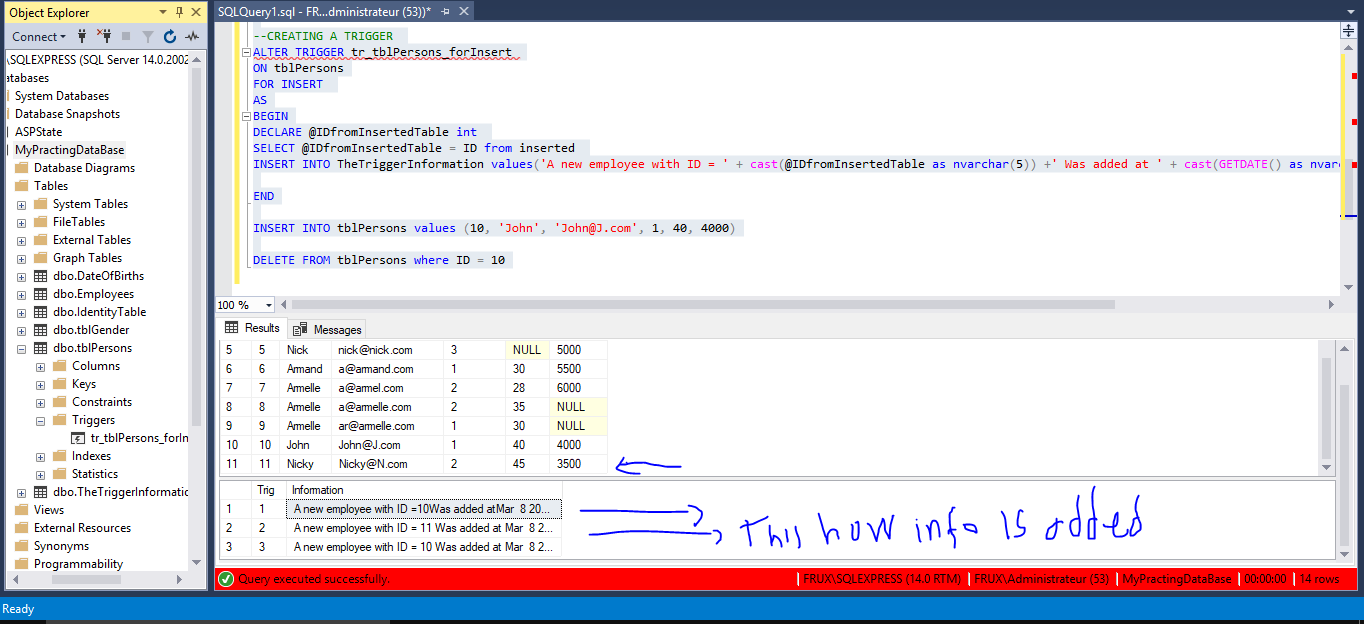 Object Explorer
Connect
\SQLEXPRESS (SQL Server 14.0.2002
atabases
System Databases
Database Snapshots
ASPState
MyPractingDataBase
Database Diagrams
Tables
System Tables
FileTables
External Tables
Graph Tables
dbo.DateOfBirths
dbo.Employees
dbo.IdentityTable
dbo.tblGender
dbo.tblPersons
Columns
Keys
Constraints
Triggers
tr_tblPersons_forIn
Indexes
Statistics
dbo.TheTriggerInformatic
Views
External Resources
Synonyms
Programmability
SQLQuery1.sql - FR...dministrateur (53))*
--CREATING A TRIGGER
ALTER TRIGGER tr_tblPersons_forInsert
ON tblPersons
FOR INSERT
AS
BEGIN
DECLARE @IDfromInsertedTable int
SELECT @IDfromInsertedTable = ID from inserted
INSERT INTO TheTriggerInformation values('A new employee with ID = ' + cast(@IDfromInsertedTable as nvarchar(5)) +' Was added at ' + cast(GETDATE() as nvar
END
INSERT INTO tblPersons values (10, 'John', 'John@J.com', 1, 40, 4000)
DELETE FROM tblPersons where ID = 10
100 %
Results Messages
5 5 Nick nick@nick.com 3 NULL 5000
6 6 Amand a@amand.com 1 30 5500
7 7 Amelle a@armel.com 2 28 6000
8 8 Amelle a@amelle.com 2 35 NULL
9 9 Amelle ar@amelle.com 1 30 NULL
10 10 John John@J.com 1 40 4000
11 11 Nicky Nicky@N.com 2 45 3500
Trig Information
1 1 A new employee with ID =10Was added atMar 8 20...
2 2 A new employee with ID = 11 Was added at Mar 8 2...
3 3 A new employee with ID = 10 Was added at Mar 8 2...
This how info is added
Query executed successfully.
FRUX\SQLEXPRESS (14.0 RTM) FRUX\Administrateur (53) MyPractingDataBase 00:00:00 14 rows
Ready